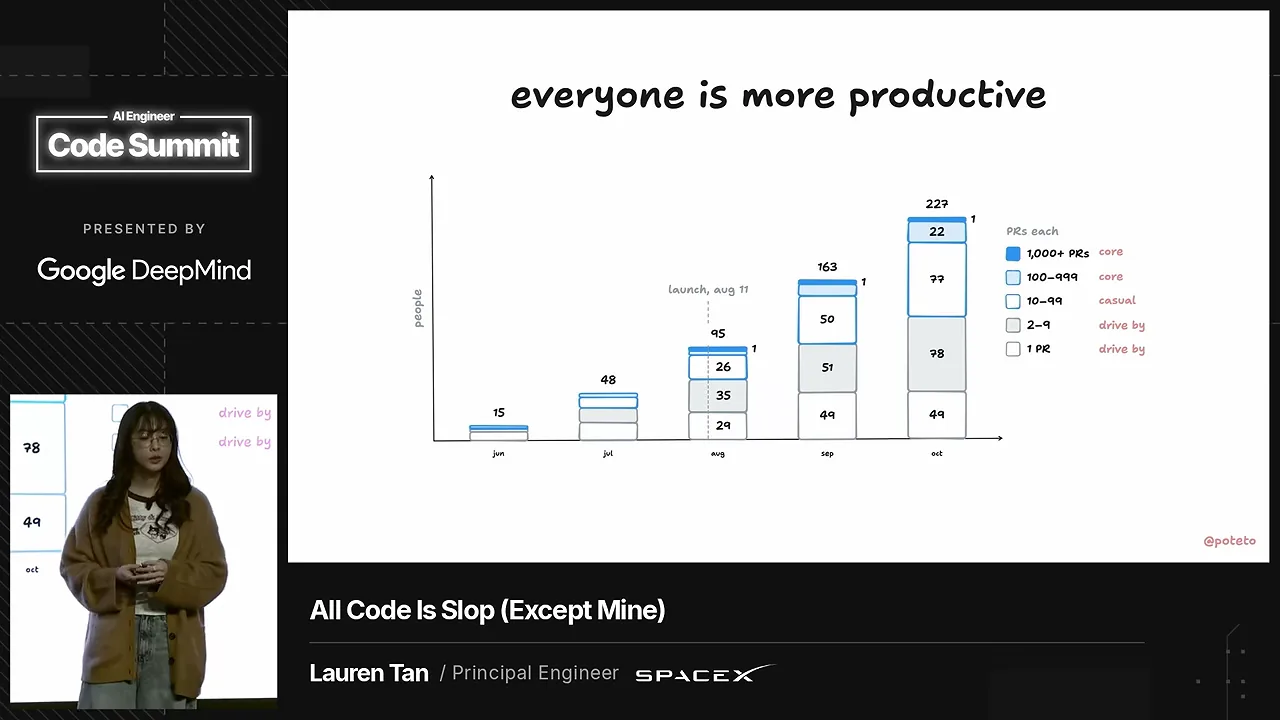 AI Engineer
Code Summit
PRESENTED BY
Google DeepMind
everyone is more productive
people
launch, aug 11
15
48
95
1
26
35
29
163
1
50
51
49
227
1
22
77
78
49
jun
jul
aug
sep
oct
PRs each
1,000+ PRs core
100-999 core
10-99 casual
2-9 drive by
1 PR drive by
@poteto
drive by
drive by
78
49
oct
All Code Is Slop (Except Mine)
Lauren Tan / Principal Engineer SPACEX